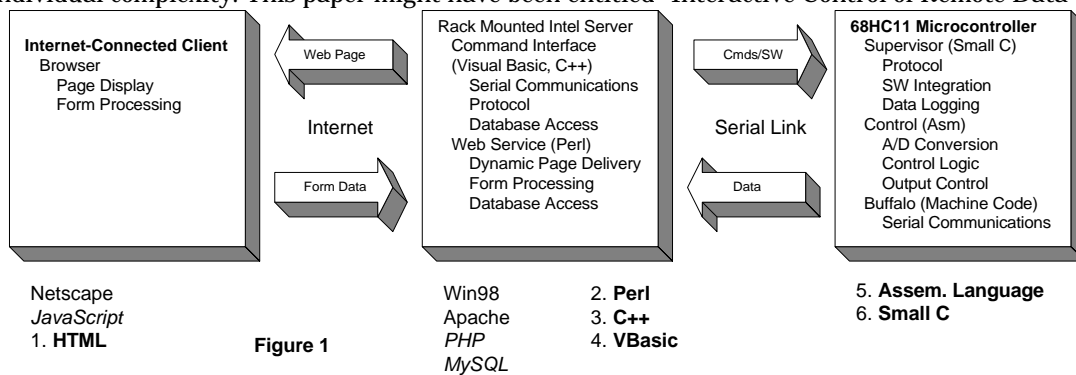 individual complexity. This paper might have been entitled "Interactive Control of Remote Data
Internet-Connected Client
Browser
Page Display
Form Processing
Web Page
Internet
Form Data
Rack Mounted Intel Server
Command Interface
(Visual Basic, C++)
Serial Communications
Protocol
Database Access
Web Service (Perl)
Dynamic Page Delivery
Form Processing
Database Access
Cmds/SW
Serial Link
Data
68HC11 Microcontroller
Supervisor (Small C)
Protocol
SW Integration
Data Logging
Control (Asm)
A/D Conversion
Control Logic
Output Control
Buffalo (Machine Code)
Serial Communications
Netscape
JavaScript
1. HTML
Figure 1
Win98
Apache
PHP
MySQL
2. Perl
3. C++
4. VBasic
5. Assem. Language
6. Small C